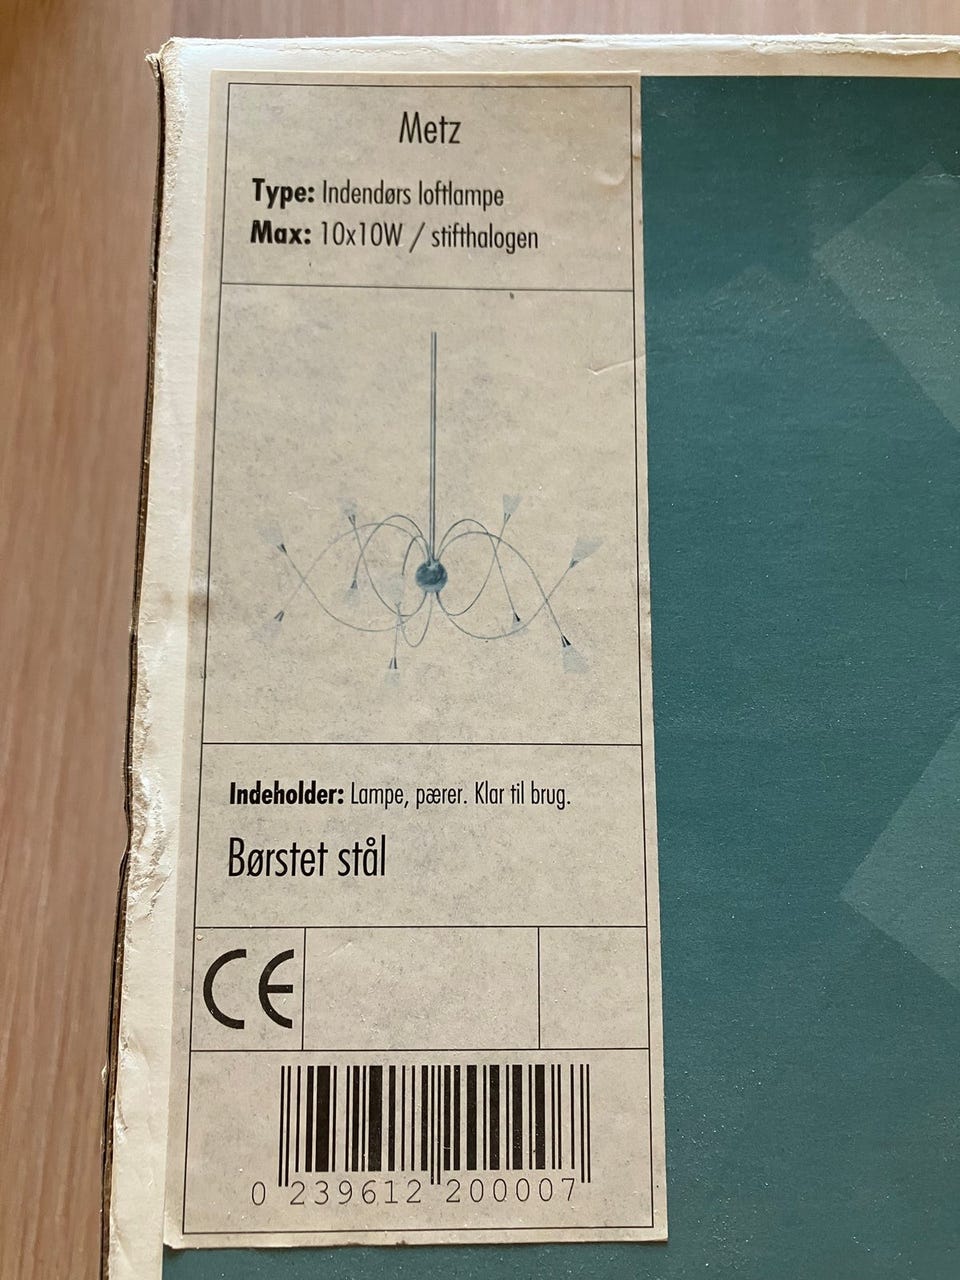 Metz
Type: Indendørs loftlampe
Max: 10x10W / stifthalogen
Indeholder: Lampe, pærer. Klar til brug.
Børstet stål
CE
0 239612 200007